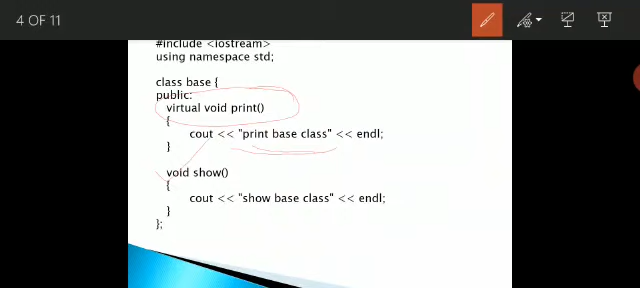 4 OF 11
#include <iostream>
using namespace std;
class base {
public:
virtual void print()
{
cout << "print base class" << endl;
}
void show()
{
cout << "show base class" << endl;
}
};